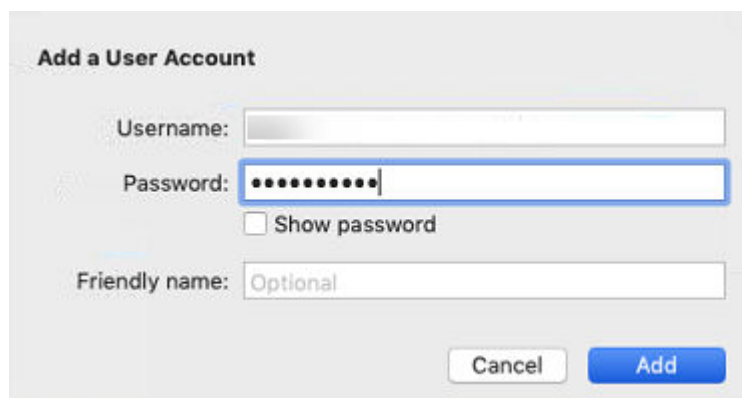 Add a User Account
Username:
Password: ••••••••••
Show password
Friendly name: Optional
Cancel Add